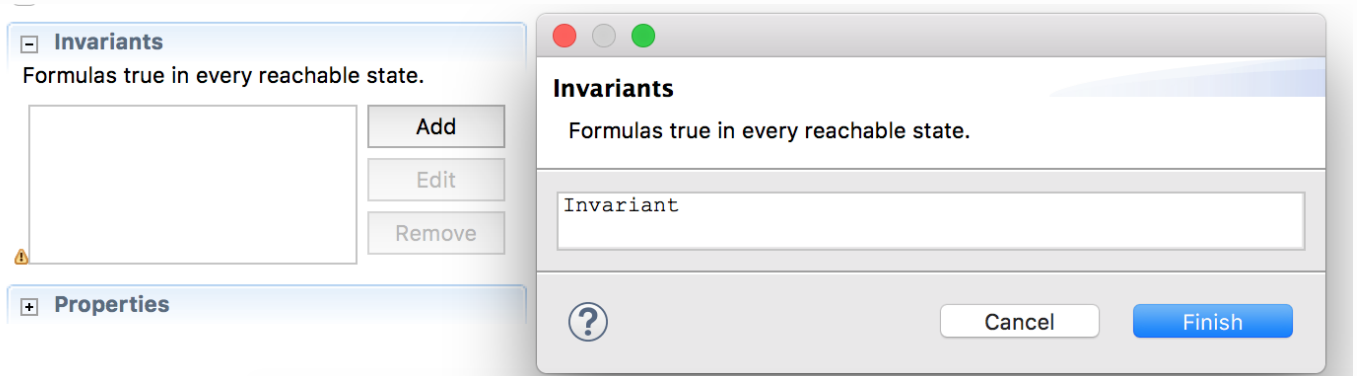 Invariants
Formulas true in every reachable state.
Add
Edit
Remove
Properties
Invariants
Formulas true in every reachable state.
Invariant
?
Cancel
Finish